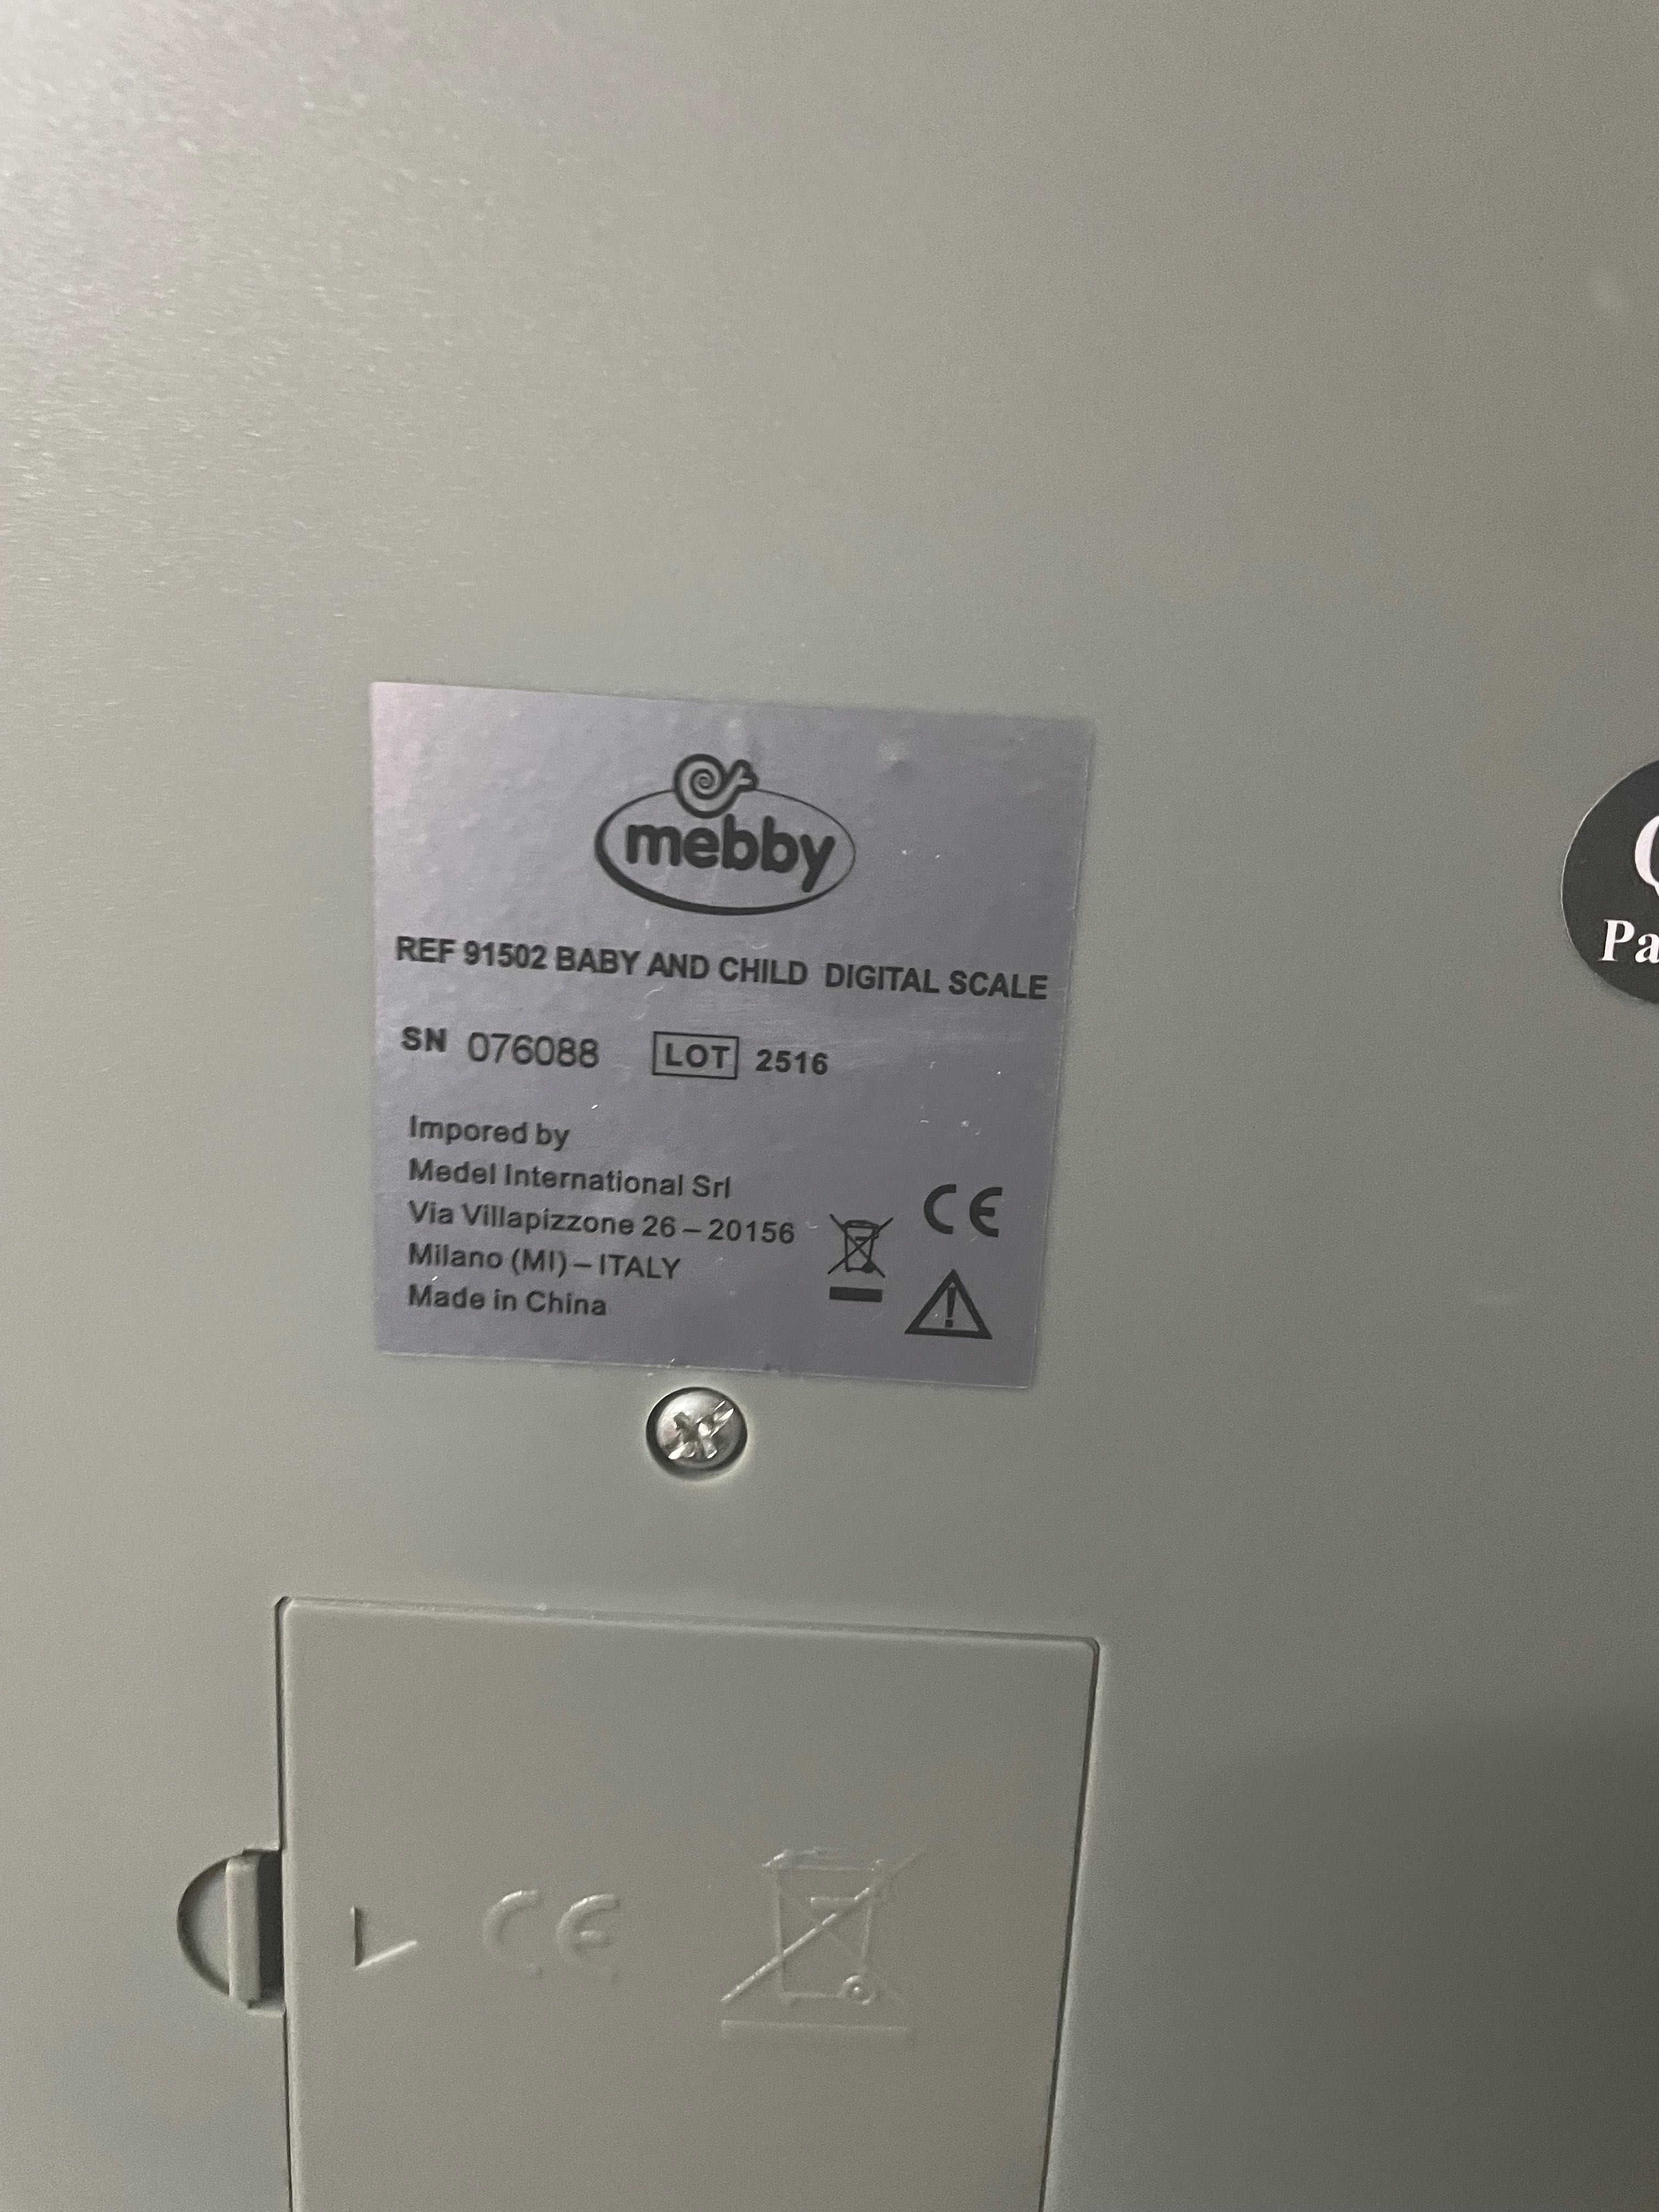 mebby
REF 91502 BABY AND CHILD DIGITAL SCALE
SN 076088 LOT 2516
Impored by
Medel International Srl
Via Villapizzone 26 – 20156
Milano (MI) – ITALY
Made in China
CE
Pa
CE